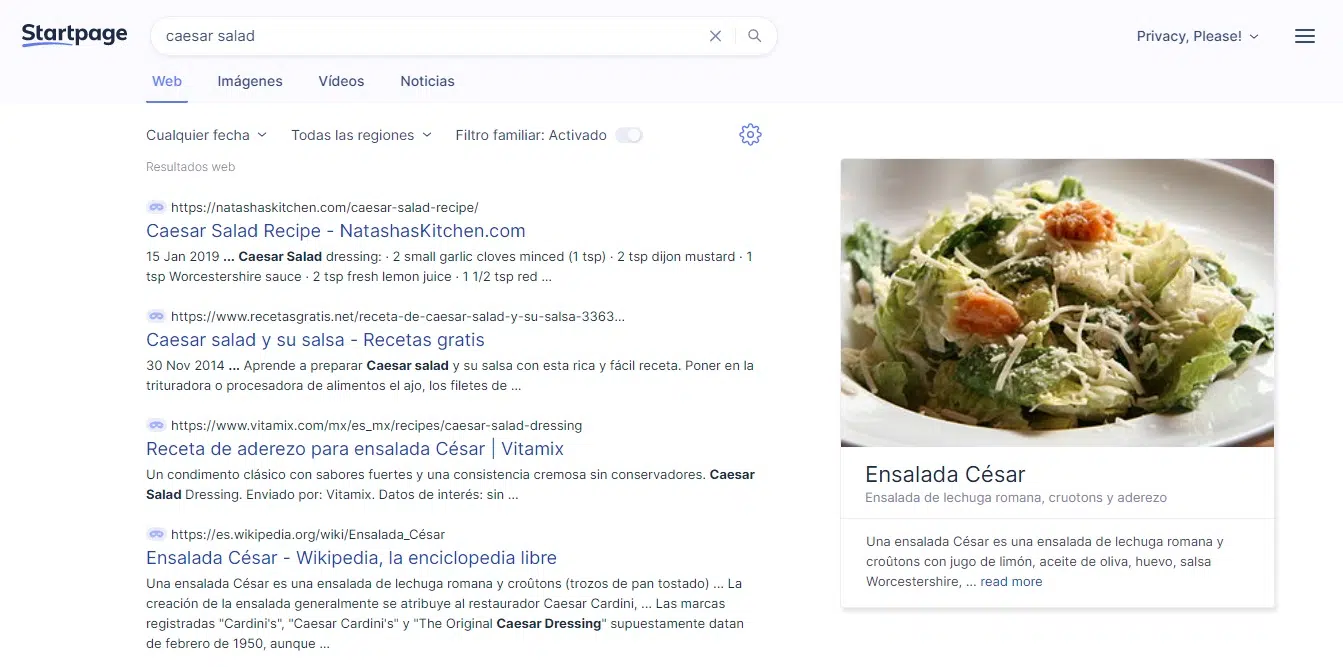 Startpage
caesar salad
Privacy, Please!
Web
Imágenes
Vídeos
Noticias
Cualquier fecha
Todas las regiones
Filtro familiar: Activado
Resultados web
https://natashaskitchen.com/caesar-salad-recipe/
Caesar Salad Recipe - NatashasKitchen.com
15 Jan 2019 ... Caesar Salad dressing: · 2 small garlic cloves minced (1 tsp) · 2 tsp dijon mustard · 1
tsp Worcestershire sauce · 2 tsp fresh lemon juice · 1 1/2 tsp red ...
https://www.recetasgratis.net/receta-de-caesar-salad-y-su-salsa-3363...
Caesar salad y su salsa - Recetas gratis
30 Nov 2014 ... Aprende a preparar Caesar salad y su salsa con esta rica y fácil receta. Poner en la
trituradora o procesadora de alimentos el ajo, los filetes de ...
https://www.vitamix.com/mx/es_mx/recipes/caesar-salad-dressing
Receta de aderezo para ensalada César | Vitamix
Un condimento clásico con sabores fuertes y una consistencia cremosa sin conservadores. Caesar
Salad Dressing. Enviado por: Vitamix. Datos de interés: sin ...
https://es.wikipedia.org/wiki/Ensalada_César
Ensalada César - Wikipedia, la enciclopedia libre
Una ensalada César es una ensalada de lechuga romana y croûtons (trozos de pan tostado) ... La
creación de la ensalada generalmente se atribuye al restaurador Caesar Cardini, ... Las marcas
registradas "Cardini's", "Caesar Cardini's" y "The Original Caesar Dressing" supuestamente datan
de febrero de 1950, aunque ...
Ensalada César
Ensalada de lechuga romana, cruotons y aderezo
Una ensalada César es una ensalada de lechuga romana y
croûtons con jugo de limón, aceite de oliva, huevo, salsa
Worcestershire, ... read more